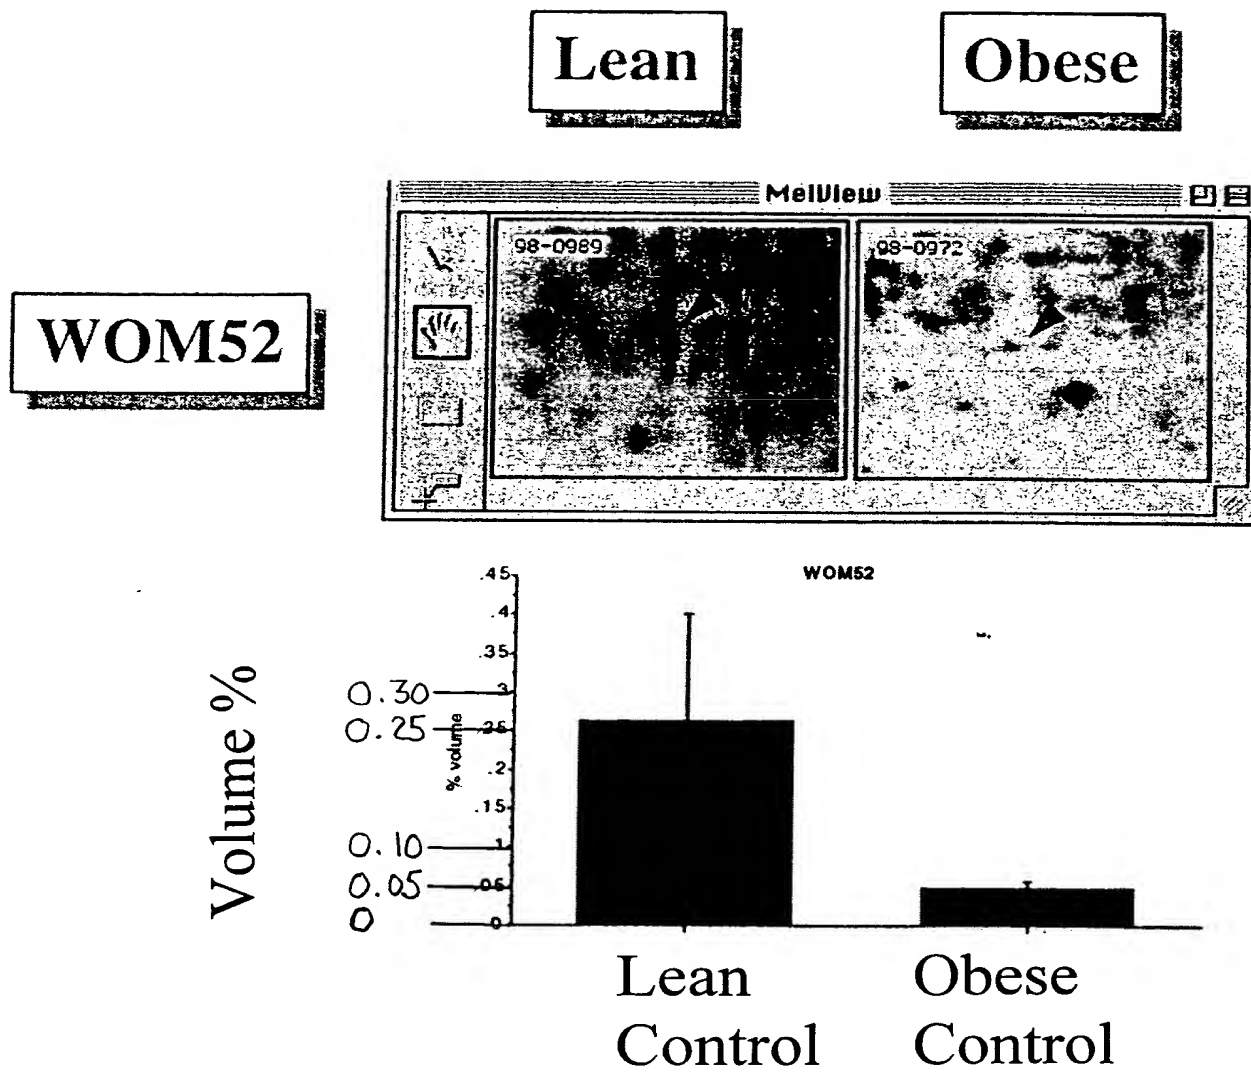 Lean
Obese
MelView
98-0989
98-0972
WOM52
WOM52
Volume %
% volume
.45
.4
.35
0.30
.3
0.25
.25
.2
.15
0.10
.1
0.05
.05
0
0
Lean
Control
Obese
Control